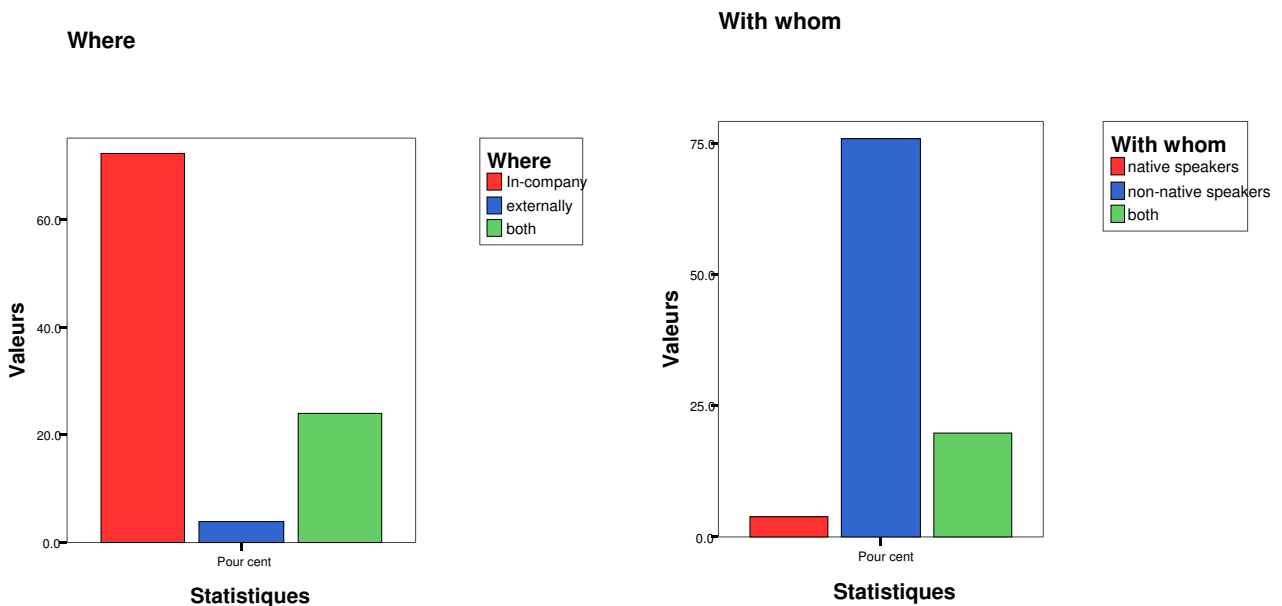 Where
60.0
40.0
20.0
0.0
Valeurs
Pour cent
Statistiques
Where
In-company
externally
both
With whom
75.0
50.0
25.0
0.0
Valeurs
Pour cent
Statistiques
With whom
native speakers
non-native speakers
both